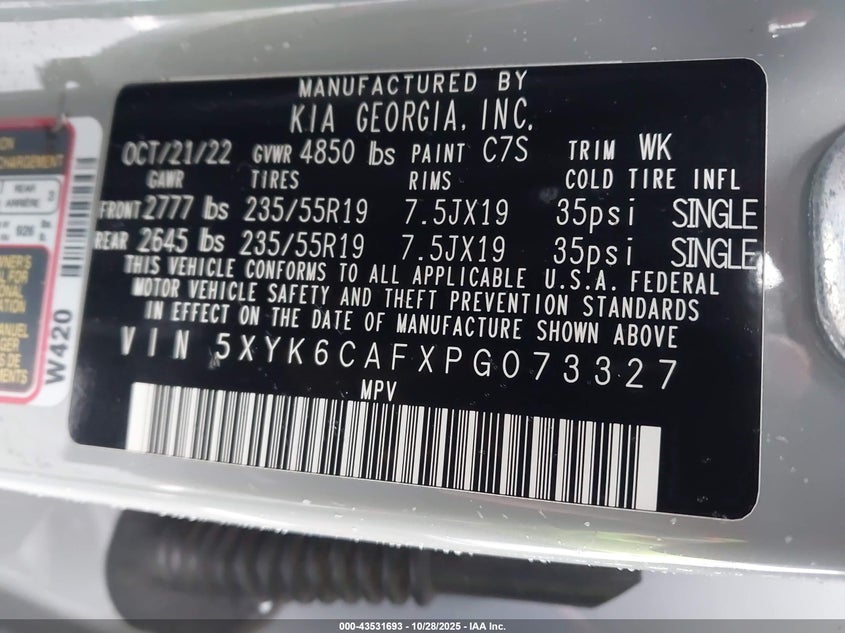 MANUFACTURED BY
KIA GEORGIA, INC.
OCT/21/22 GVWR 4850 lbs PAINT C7S TRIM WK
GAWR TIRES RIMS COLD TIRE INFL
FRONT 2777 lbs 235/55R19 7.5JX19 35psi SINGLE
REAR 2645 lbs 235/55R19 7.5JX19 35psi SINGLE
THIS VEHICLE CONFORMS TO ALL APPLICABLE U.S.A. FEDERAL
MOTOR VEHICLE SAFETY AND THEFT PREVENTION STANDARDS
IN EFFECT ON THE DATE OF MANUFACTURE SHOWN ABOVE
VIN 5XYK6CAFXPG073327
MPV
REAR
ARRIÈRE 3
W420
000-43531693 - 10/28/2025 - IAA Inc.